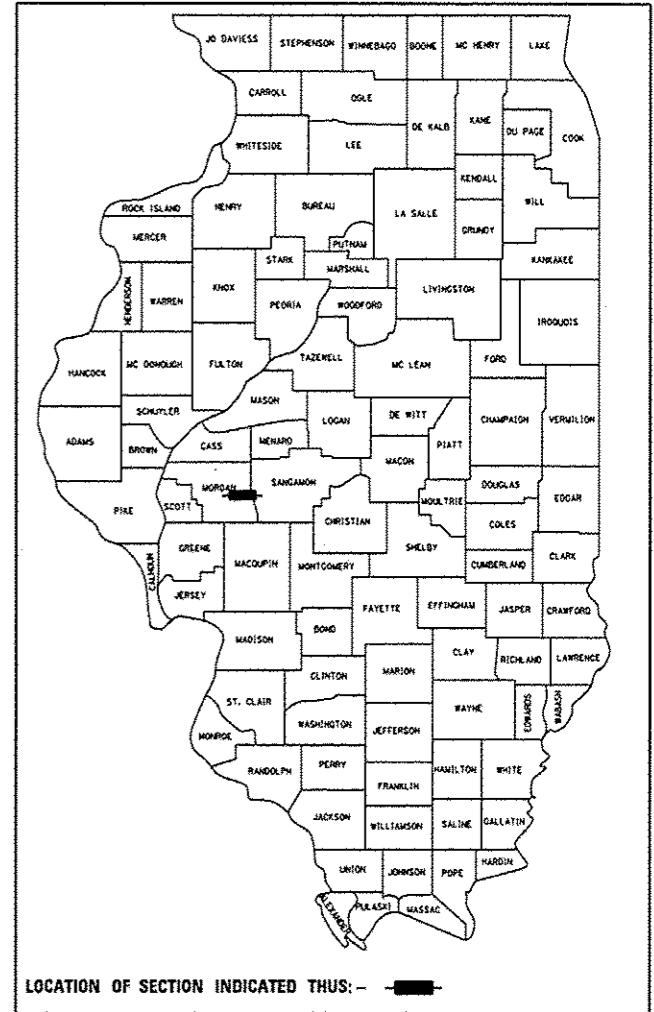 JO DAVIESS
STEPHENSON
WINNEBAGO
BOONE
MC HENRY
LAKE
CARROLL
OGLE
DE KALB
KANE
DU PAGE
COOK
WHITESIDE
LEE
KENDALL
WILL
ROCK ISLAND
HENRY
BUREAU
LA SALLE
GRUNDY
MERCER
PUTNAM
STARK
MARSHALL
KANKAKEE
HENDERSON
WARREN
KNOX
PEORIA
WOODFORD
LIVINGSTON
IROQUOIS
HANCOCK
MC DONOUGH
FULTON
TAZEWELL
MC LEAN
FORD
SCHUYLER
MASON
LOGAN
DE WITT
CHAMPAIGN
VERMILION
ADAMS
BROWN
CASS
MENARD
MACON
PIATT
PIKE
SCOTT
MORGAN
SANGAMON
CHRISTIAN
MOULTRIE
DOUGLAS
EDGAR
COLES
CALHOUN
GREENE
MACOUPIN
MONTGOMERY
SHELBY
CUMBERLAND
CLARK
JERSEY
FAYETTE
EFFINGHAM
JASPER
CRAWFORD
MADISON
BOND
CLAY
RICHLAND
LAWRENCE
CLINTON
MARION
ST. CLAIR
WAYNE
EDWARDS
WABASH
WASHINGTON
JEFFERSON
MONROE
RANDOLPH
PERRY
HAMILTON
WHITE
FRANKLIN
JACKSON
WILLIAMSON
SALINE
GALLATIN
UNION
JOHNSON
POPE
HARDIN
ALEXANDER
PULASKI
MASSAC
LOCATION OF SECTION INDICATED THUS:-